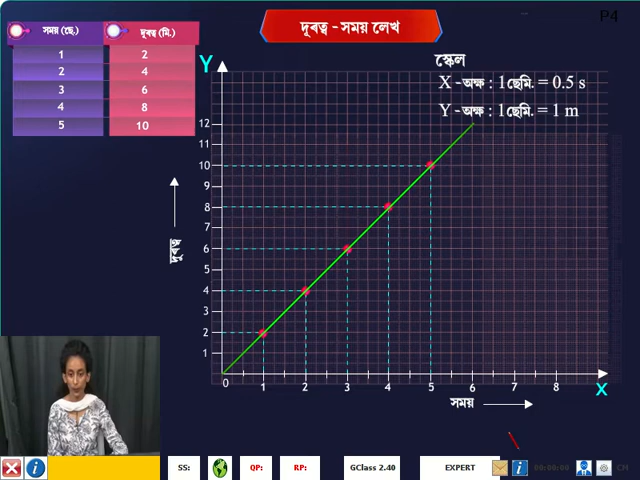 P4
দূৰত্ব - সময় লেখ
সময় (ছে.) দূৰত্ব (মি.)
1 2
2 4
3 6
4 8
5 10
স্কেল
X - অক্ষ : 1ছেমি. = 0.5 s
Y - অক্ষ : 1ছেমি. = 1 m
Y
12
11
10
9
8
7
6
5
4
3
2
1
দূৰত্ব
0 1 2 3 4 5 6 7 8
X
সময়
SS: QP: RP: GClass 2.40 EXPERT 00:00:00 CN